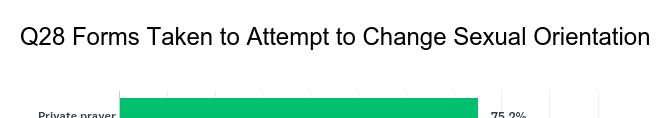 Q28 Forms Taken to Attempt to Change Sexual Orientation
Private prayer 75.2%